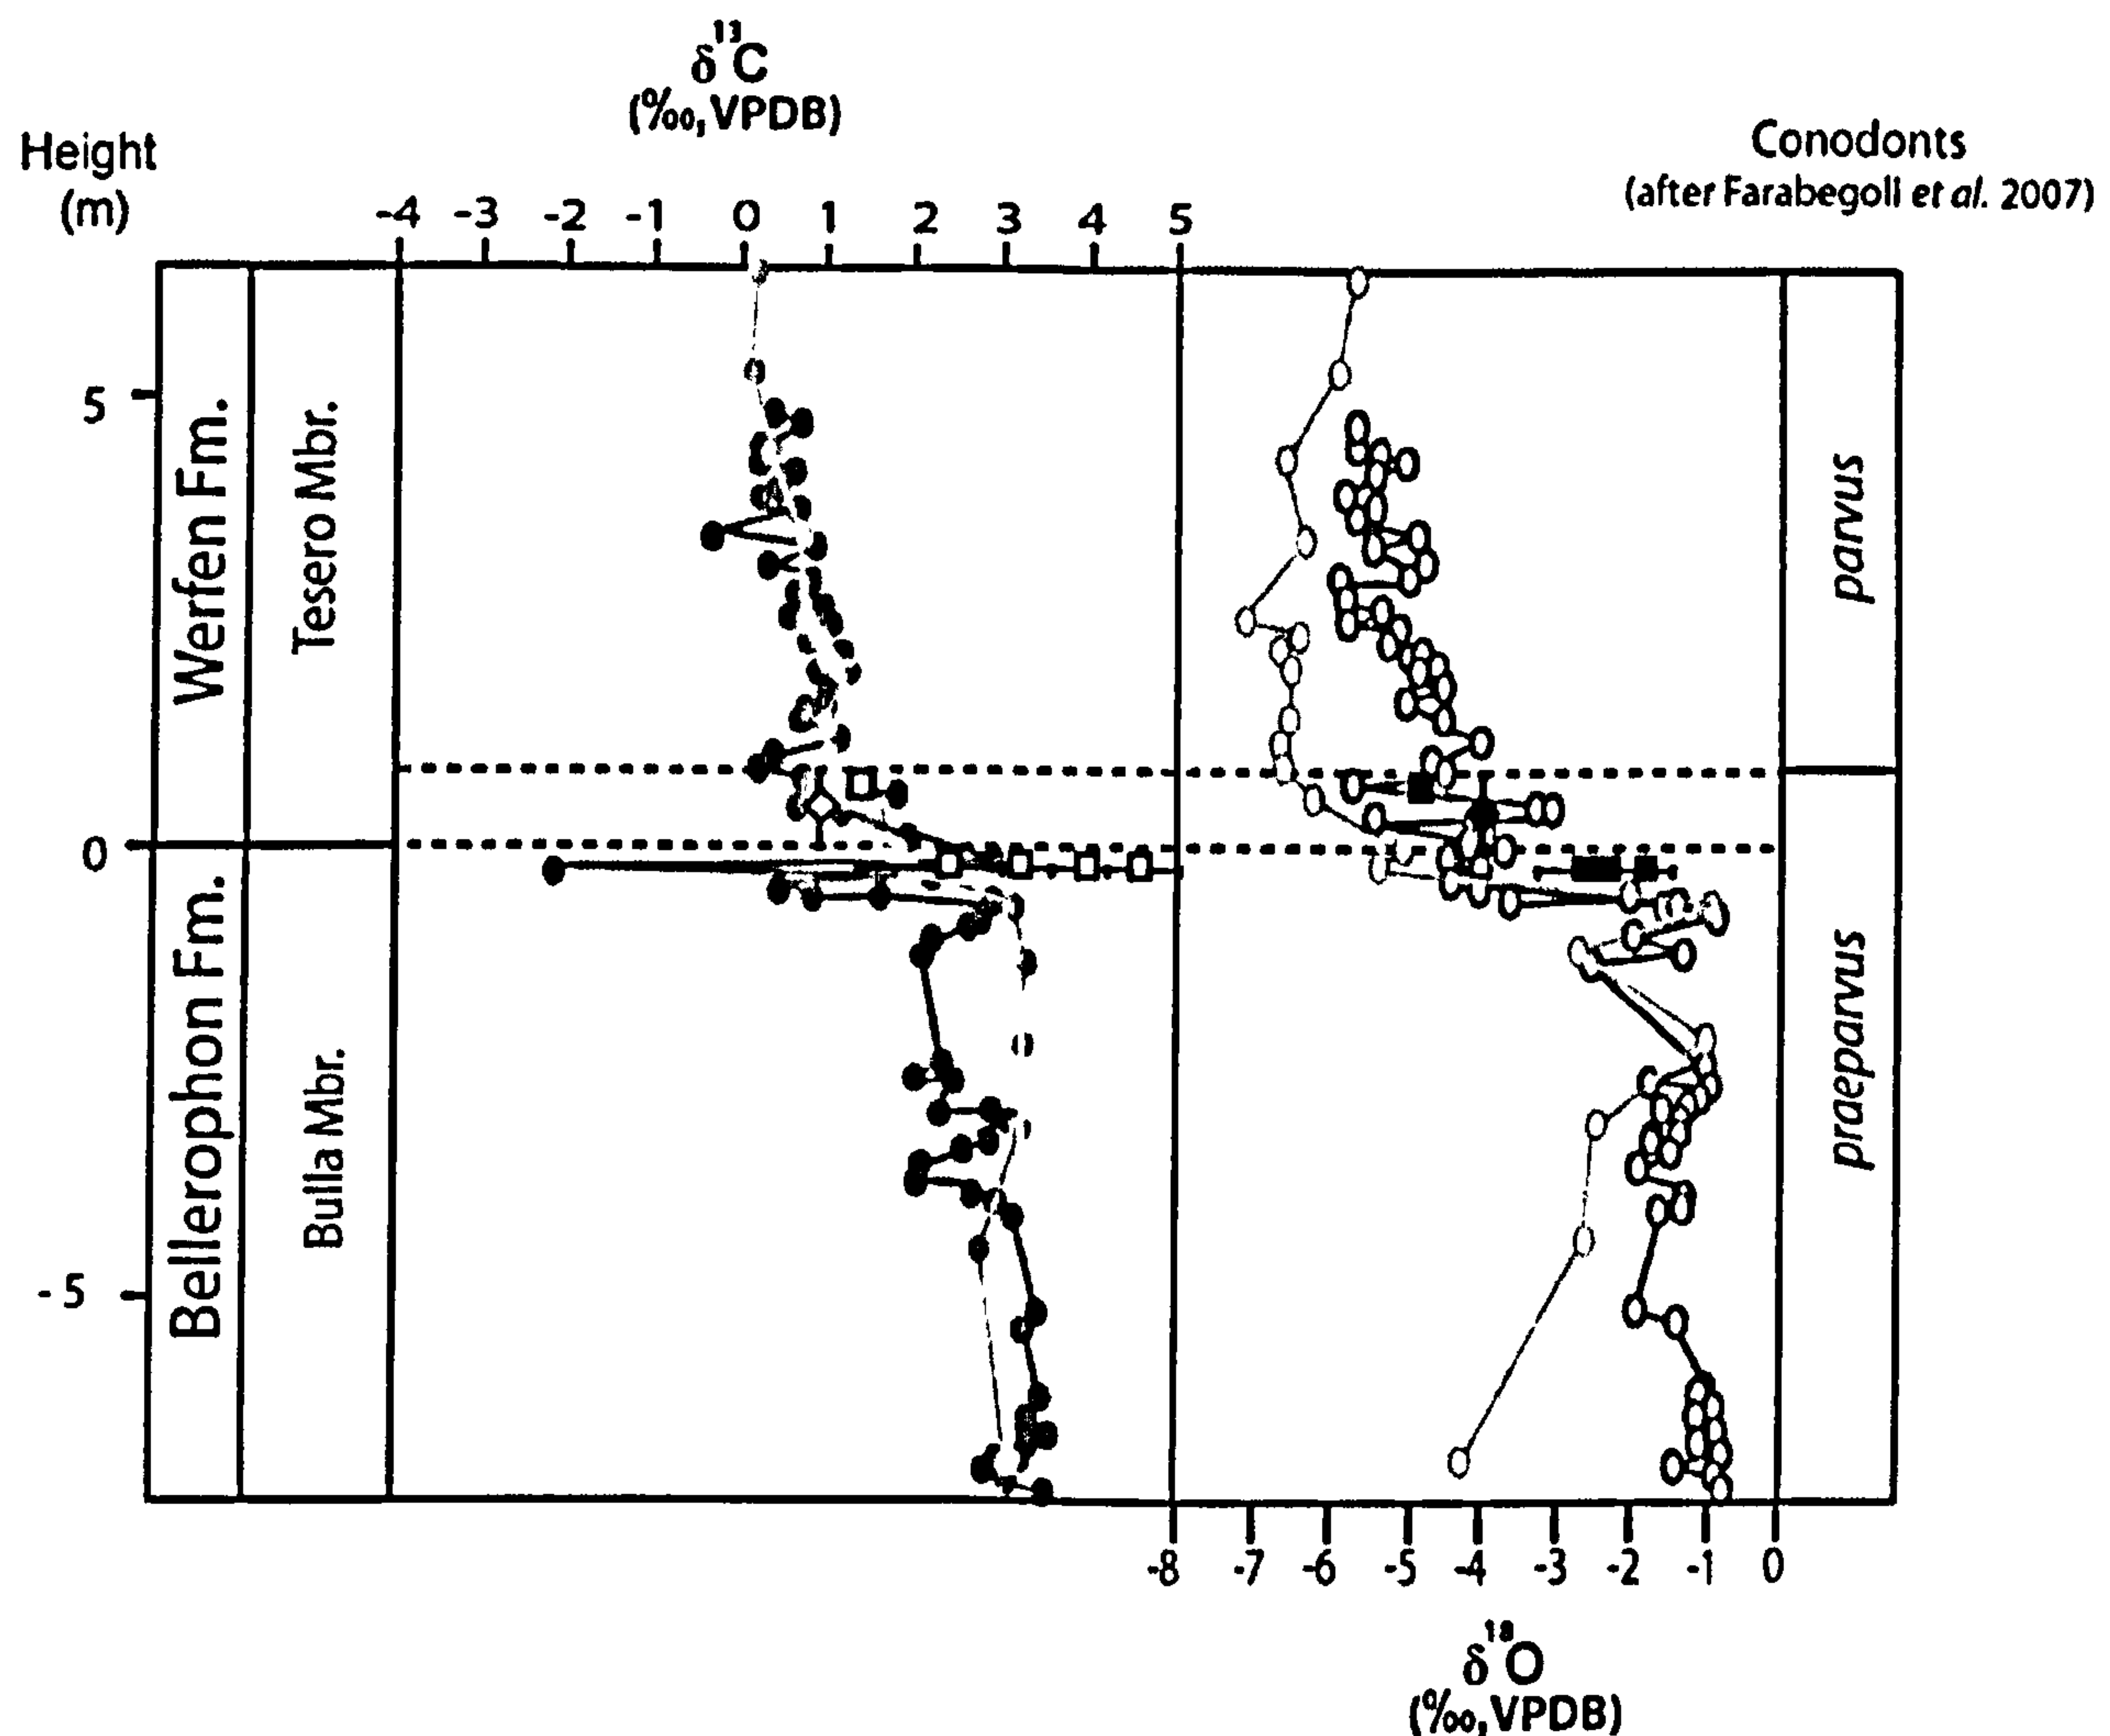 δ¹³C
(‰, VPDB)
Height
(m)
Conodonts
(after Farabegoli et al. 2007)
-4 -3 -2 -1 0 1 2 3 4 5
5
0
-5
Werfen Fm.
Tesero Mbr.
Bellerophon Fm.
Bulla Mbr.
parvus
praeparvus
-8 -7 -6 -5 -4 -3 -2 -1 0
δ¹⁸O
(‰, VPDB)